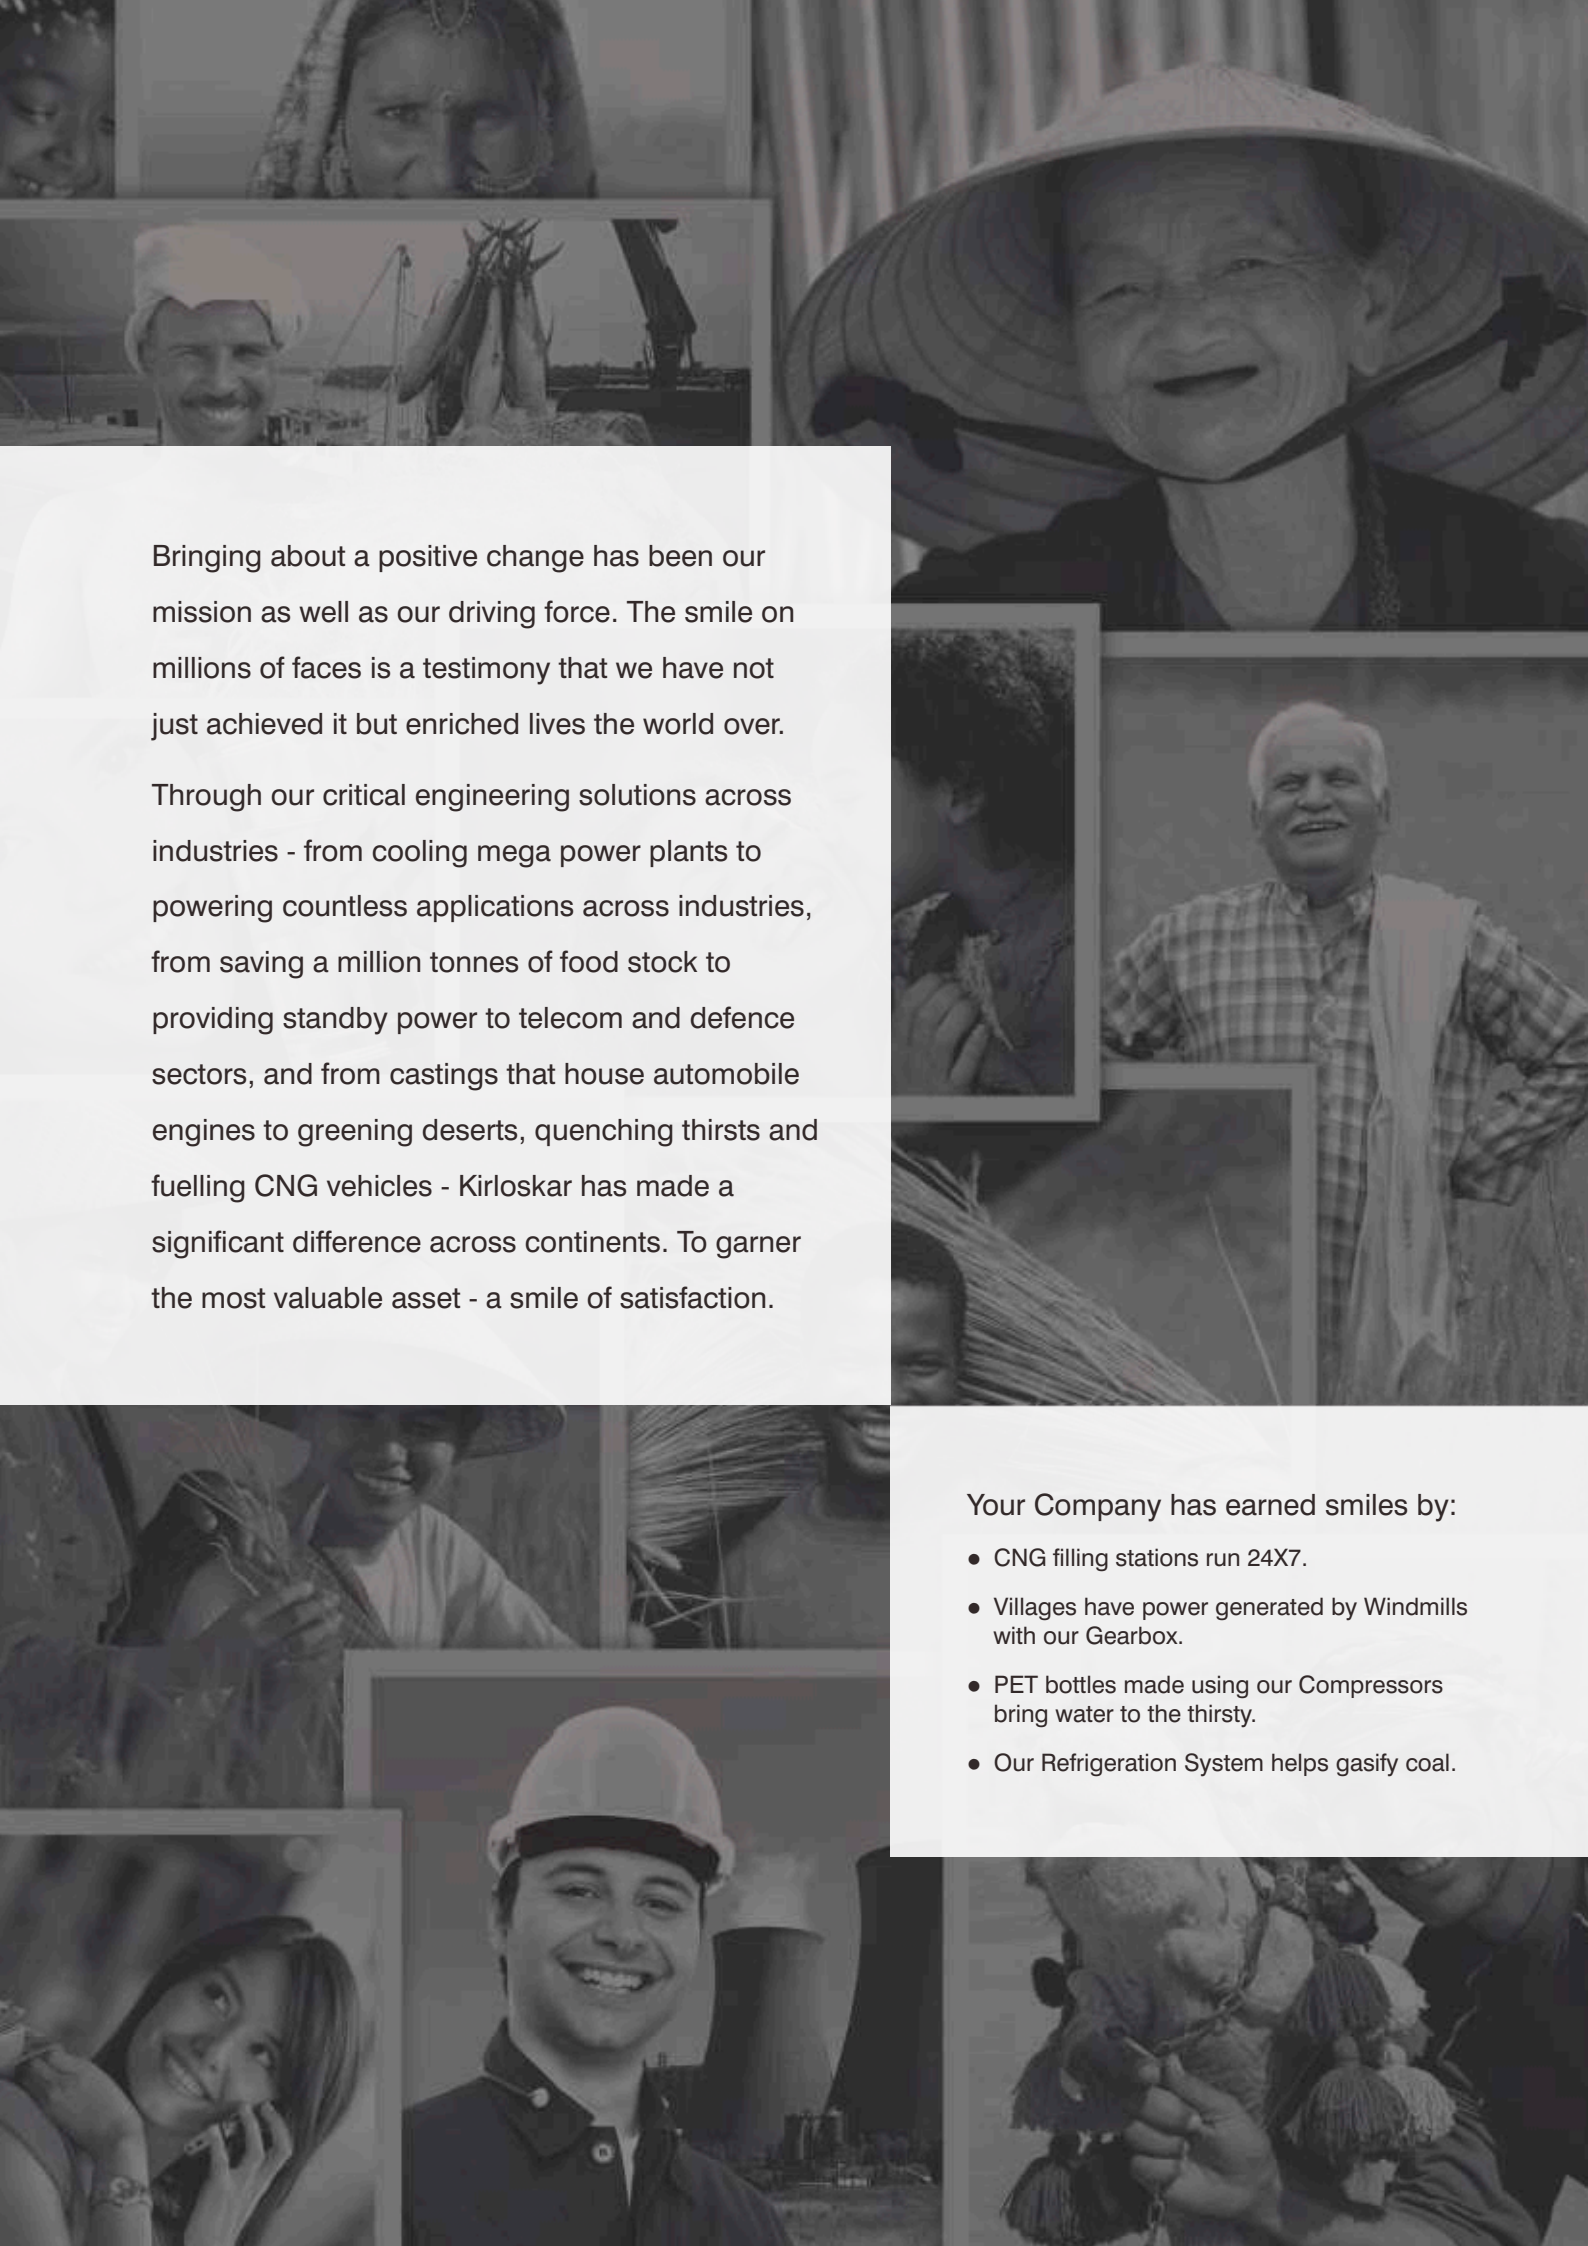 Bringing about a positive change has been our
mission as well as our driving force. The smile on
millions of faces is a testimony that we have not
just achieved it but enriched lives the world over.
Through our critical engineering solutions across
industries - from cooling mega power plants to
powering countless applications across industries,
from saving a million tonnes of food stock to
providing standby power to telecom and defence
sectors, and from castings that house automobile
engines to greening deserts, quenching thirsts and
fuelling CNG vehicles - Kirloskar has made a
significant difference across continents. To garner
the most valuable asset - a smile of satisfaction.
Your Company has earned smiles by:
● CNG filling stations run 24X7.
● Villages have power generated by Windmills
with our Gearbox.
● PET bottles made using our Compressors
bring water to the thirsty.
● Our Refrigeration System helps gasify coal.